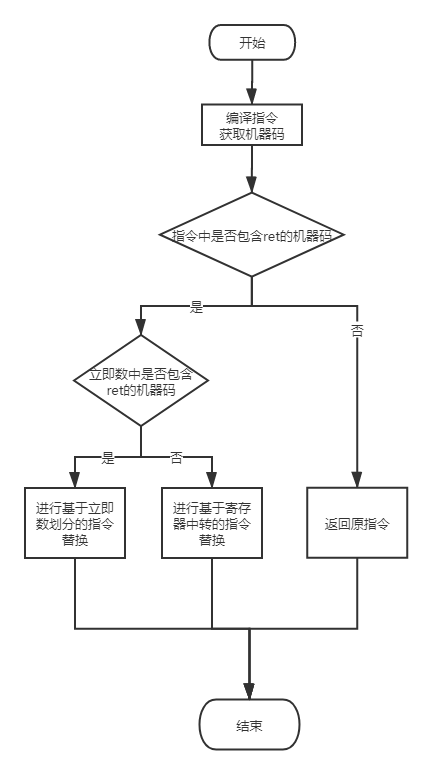 开始
编译指令
获取机器码
指令中是否包含ret的机器码
是
否
立即数中是否包含
ret的机器码
是
否
进行基于立即
数划分的指令
替换
进行基于寄存
器中转的指令
替换
返回原指令
结束